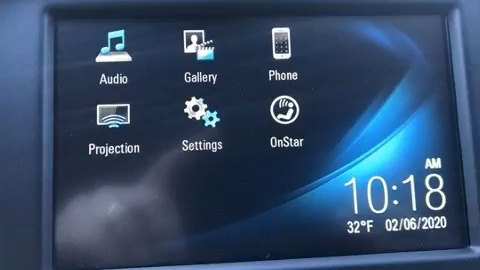 Audio Gallery Phone
Projection Settings OnStar
AM
10:18
32°F 02/06/2020